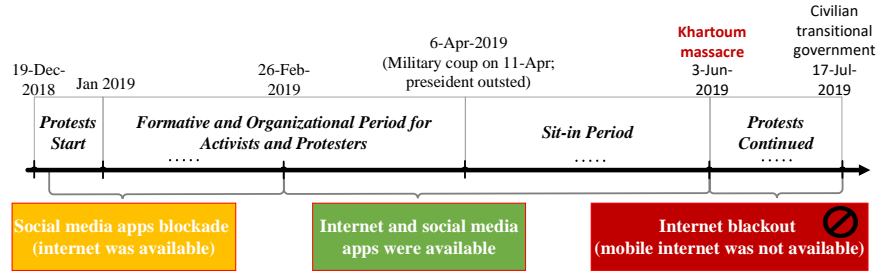 Civilian
transitional
government
17-Jul-
2019
Khartoum
massacre
3-Jun-
2019
6-Apr-2019
(Military coup on 11-Apr;
preseident outsted)
26-Feb-
2019
Jan 2019
19-Dec-
2018
Protests
Start
Formative and Organizational Period for
Activists and Protesters
Sit-in Period
Protests
Continued
.....
.....
.....
Social media apps blockade
(internet was available)
Internet and social media
apps were available
Internet blackout
(mobile internet was not available)